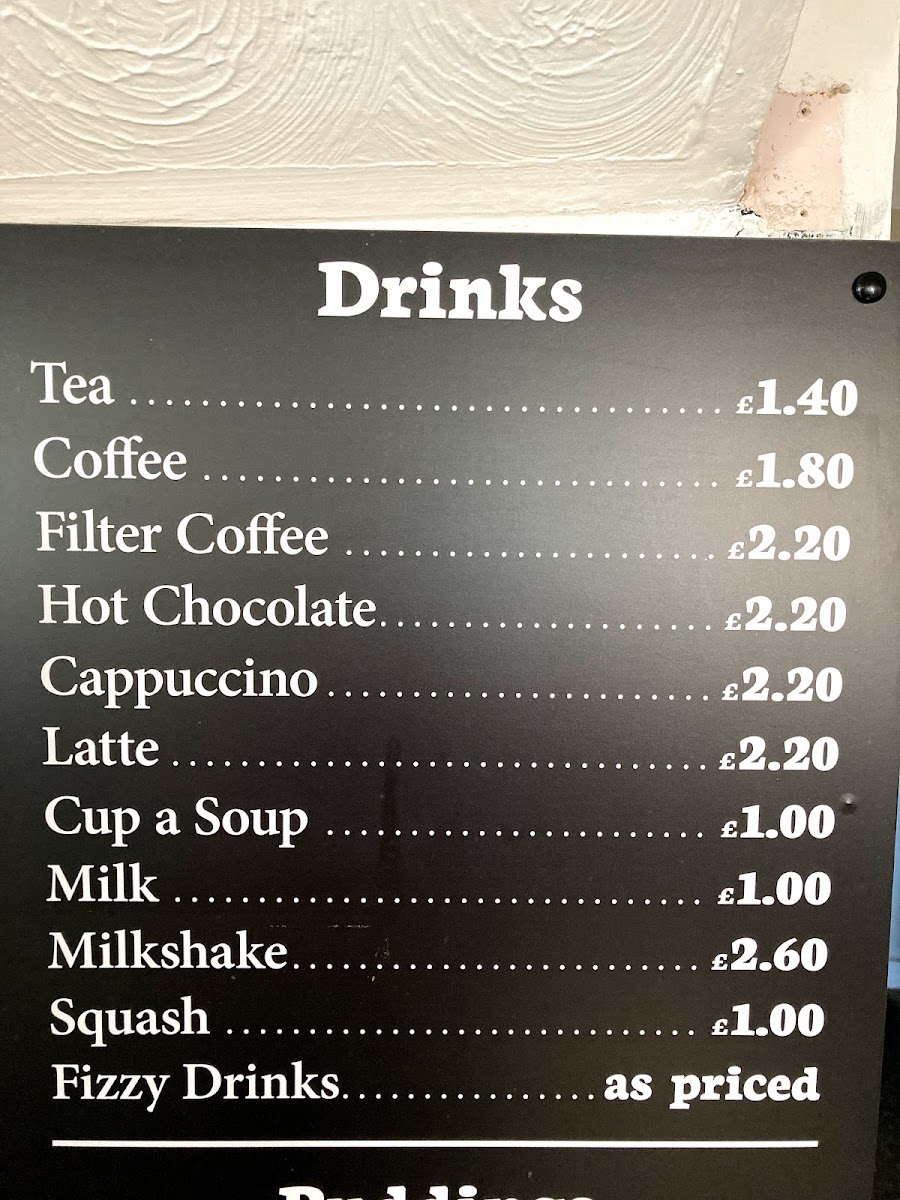 Drinks
Tea ........................................ £1.40
Coffee ................................... £1.80
Filter Coffee ......................... £2.20
Hot Chocolate....................... £2.20
Cappuccino.......................... £2.20
Latte ..................................... £2.20
Cup a Soup .......................... £1.00
Milk ..................................... £1.00
Milkshake............................ £2.60
Squash ................................. £1.00
Fizzy Drinks.................as priced
Puddings